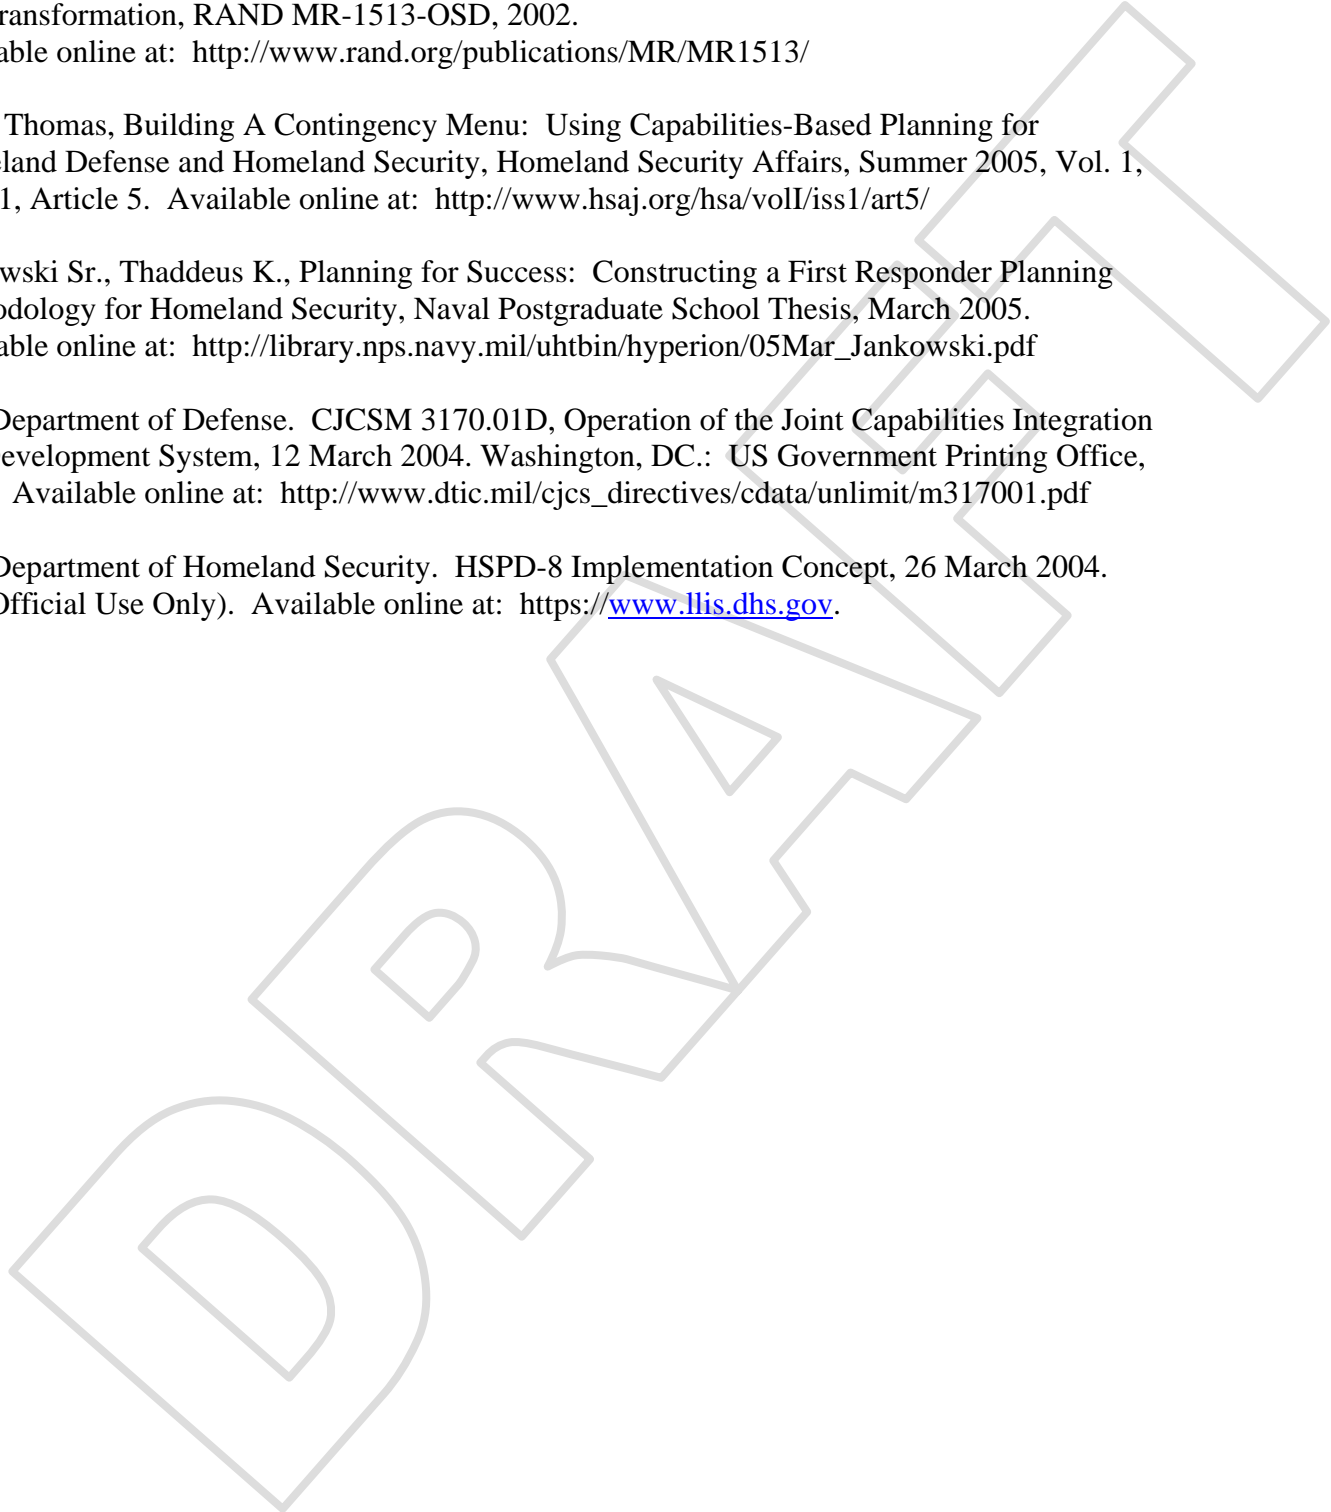 ransformation, RAND MR-1513-OSD, 2002.
able online at: http://www.rand.org/publications/MR/MR1513/
Thomas, Building A Contingency Menu: Using Capabilities-Based Planning for
eland Defense and Homeland Security, Homeland Security Affairs, Summer 2005, Vol. 1,
1, Article 5. Available online at: http://www.hsaj.org/hsa/volI/iss1/art5/
wski Sr., Thaddeus K., Planning for Success: Constructing a First Responder Planning
odology for Homeland Security, Naval Postgraduate School Thesis, March 2005.
able online at: http://library.nps.navy.mil/uhtbin/hyperion/05Mar_Jankowski.pdf
Department of Defense. CJCSM 3170.01D, Operation of the Joint Capabilities Integration
evelopment System, 12 March 2004. Washington, DC.: US Government Printing Office,
Available online at: http://www.dtic.mil/cjcs_directives/cdata/unlimit/m317001.pdf
Department of Homeland Security. HSPD-8 Implementation Concept, 26 March 2004.
Official Use Only). Available online at: https://www.llis.dhs.gov.
DRAFT